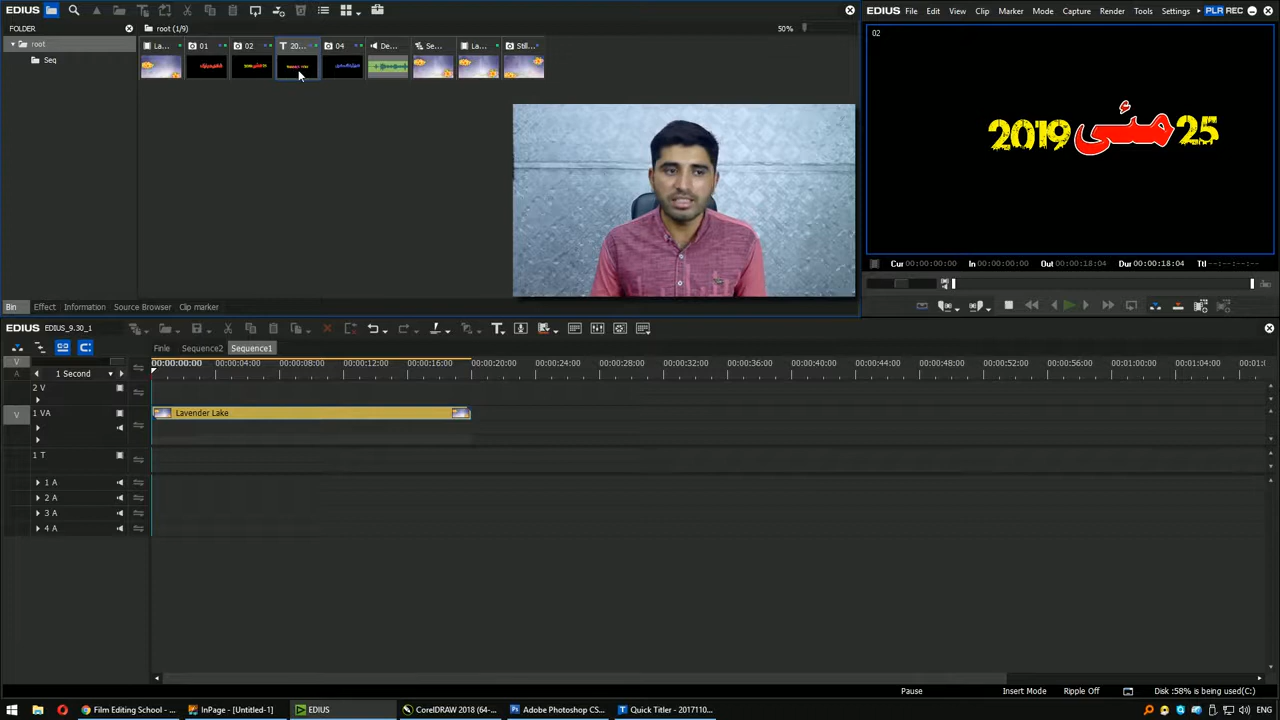 EDIUS File Edit View Clip Marker Mode Capture Render Tools Settings PLR REC
FOLDER
root (1/9)
50%
root
Seq
La...
01
02
20...
04
De...
Se...
La...
Still...
02
25 مئی 2019
Cur 00:00:00:00 In 00:00:00:00 Out 00:00:18:04 Dur 00:00:18:04 Ttl --:--:--:--
Bin Effect Information Source Browser Clip marker
EDIUS EDIUS_9.30_1
Finle Sequence2 Sequence1
V
A
1 Second
00:00:00:00 00:00:04:00 00:00:08:00 00:00:12:00 00:00:16:00 00:00:20:00 00:00:24:00 00:00:28:00 00:00:32:00 00:00:36:00 00:00:40:00 00:00:44:00 00:00:48:00 00:00:52:00 00:00:56:00 00:01:00:00 00:01:04:00
2 V
V 1 VA Lavender Lake
1 T
1 A
2 A
3 A
4 A
Pause Insert Mode Ripple Off Disk :58% is being used(C:)
Film Editing School - ... InPage - [Untitled-1] EDIUS CorelDRAW 2018 (64-... Adobe Photoshop CS... Quick Titler - 2017110... ENG